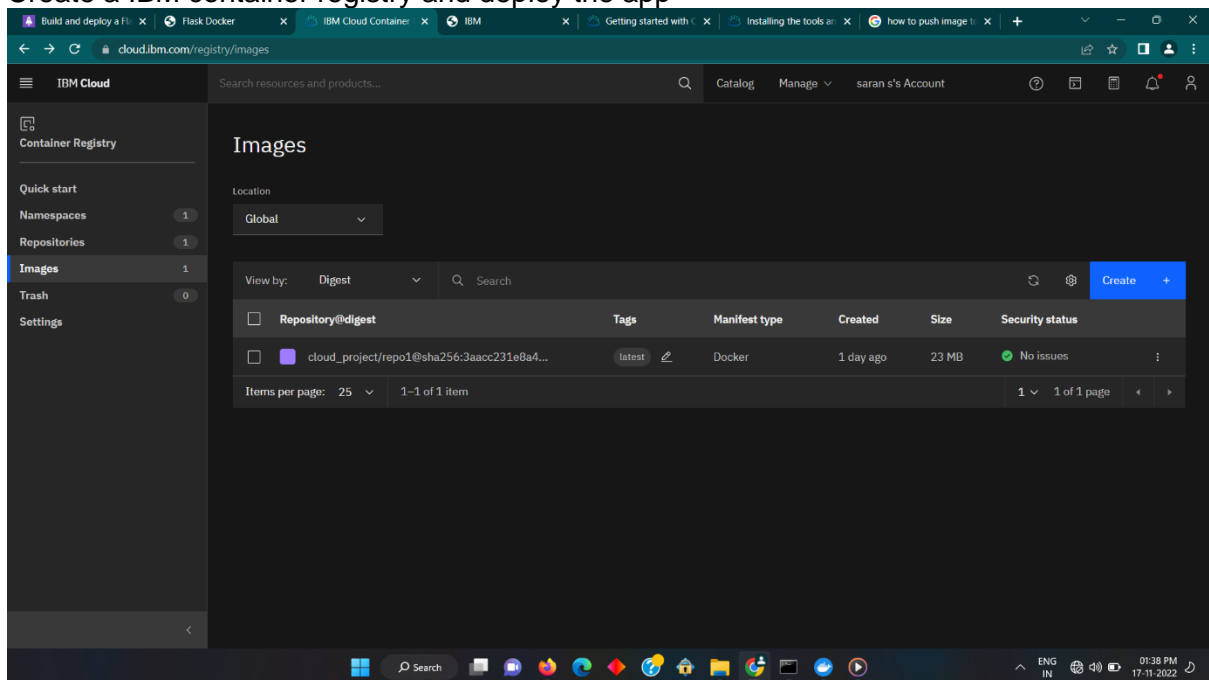 Create a IBM container registry and deploy the app
Build and deploy a Fl
Flask Docker
IBM Cloud Container
IBM
Getting started with C
Installing the tools an
how to push image to
cloud.ibm.com/registry/images
IBM Cloud
Search resources and products...
Catalog
Manage
saran s's Account
Container Registry
Quick start
Namespaces 1
Repositories 1
Images 1
Trash 0
Settings
Images
Location
Global
View by: Digest
Search
Create +
Repository@digest Tags Manifest type Created Size Security status
cloud_project/repo1@sha256:3aacc231e8a4... latest Docker 1 day ago 23 MB No issues
Items per page: 25 1–1 of 1 item 1 1 of 1 page
Search
ENG
IN
01:38 PM
17-11-2022